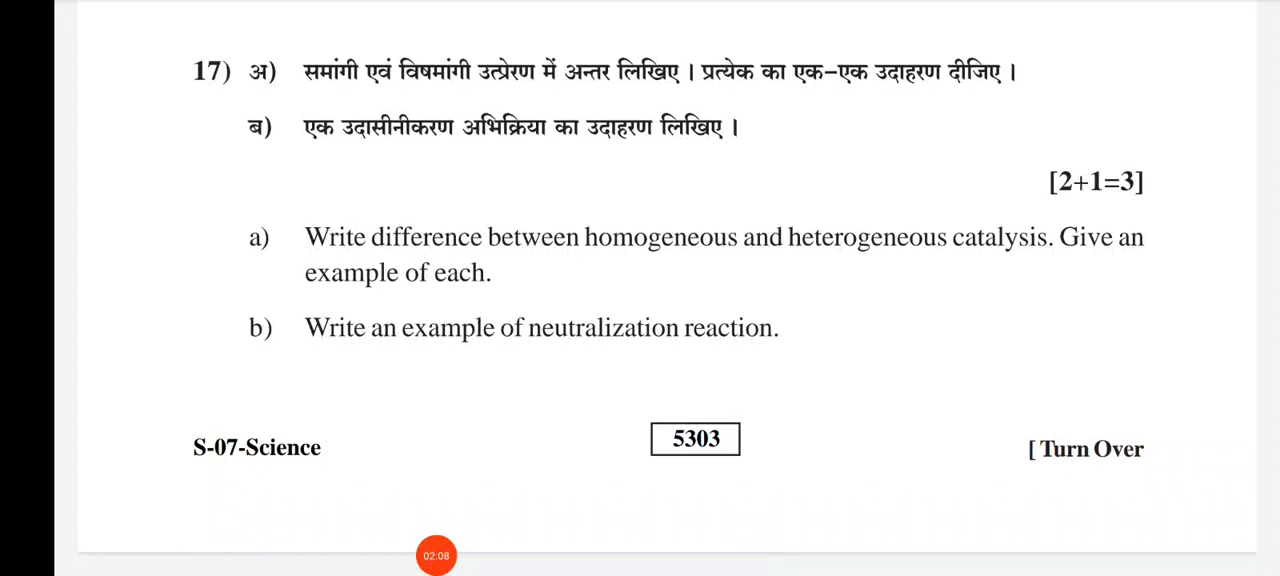 17) अ) समांगी एवं विषमांगी उत्प्रेरण में अन्तर लिखिए । प्रत्येक का एक-एक उदाहरण दीजिए ।
ब) एक उदासीनीकरण अभिक्रिया का उदाहरण लिखिए ।
[2+1=3]
a) Write difference between homogeneous and heterogeneous catalysis. Give an
example of each.
b) Write an example of neutralization reaction.
S-07-Science 5303 [ Turn Over
02:08